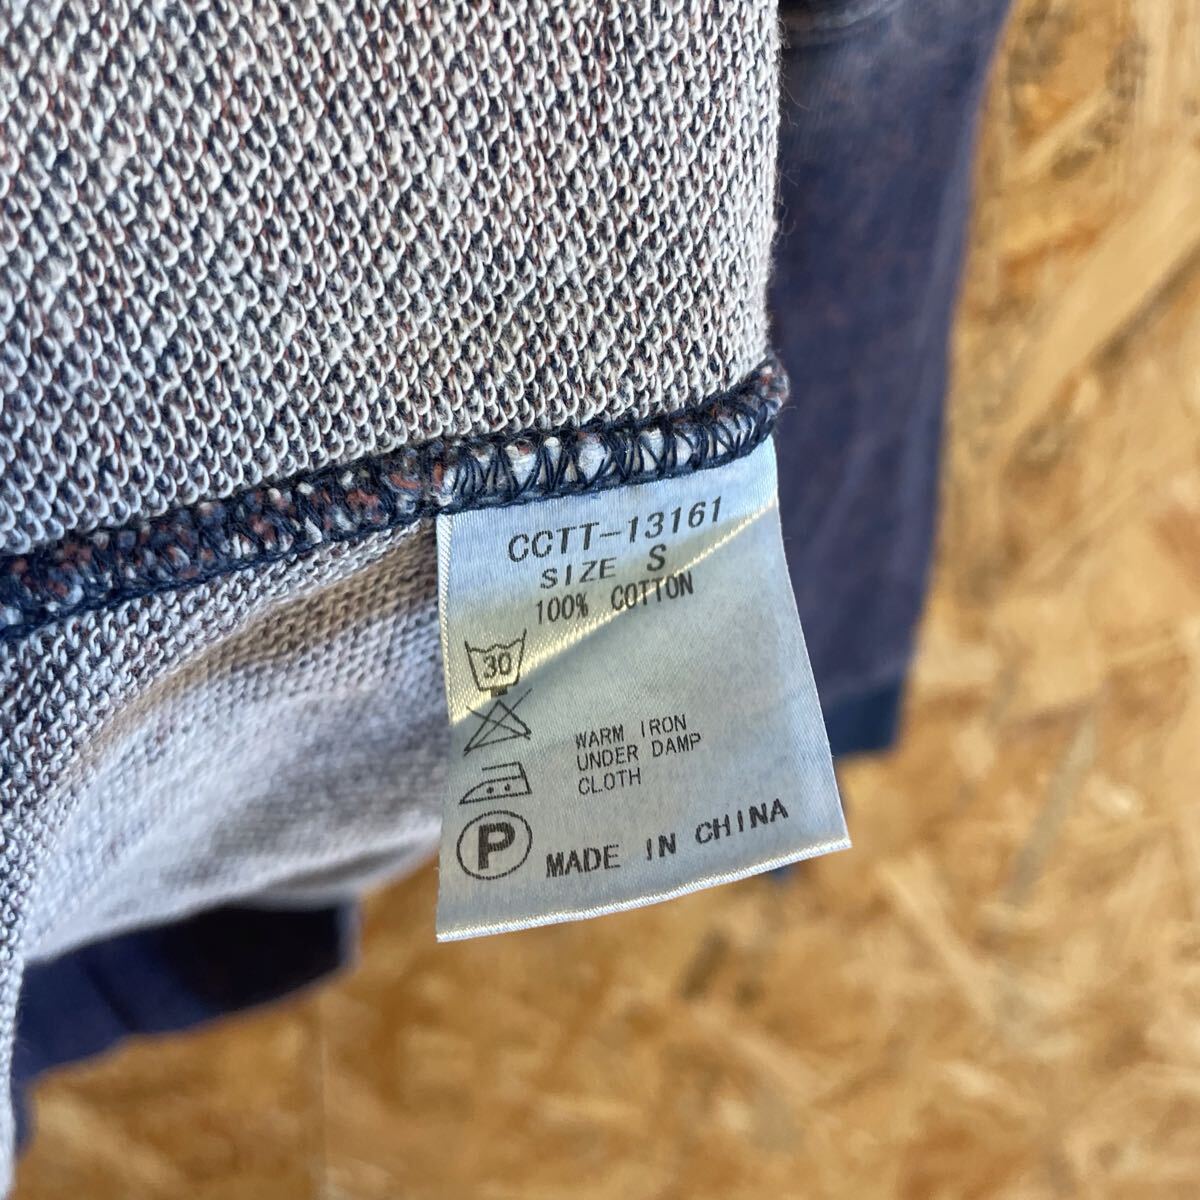 CCTT-13161
SIZE S
100% COTTON
30
WARM IRON
UNDER DAMP
CLOTH
P
MADE IN CHINA